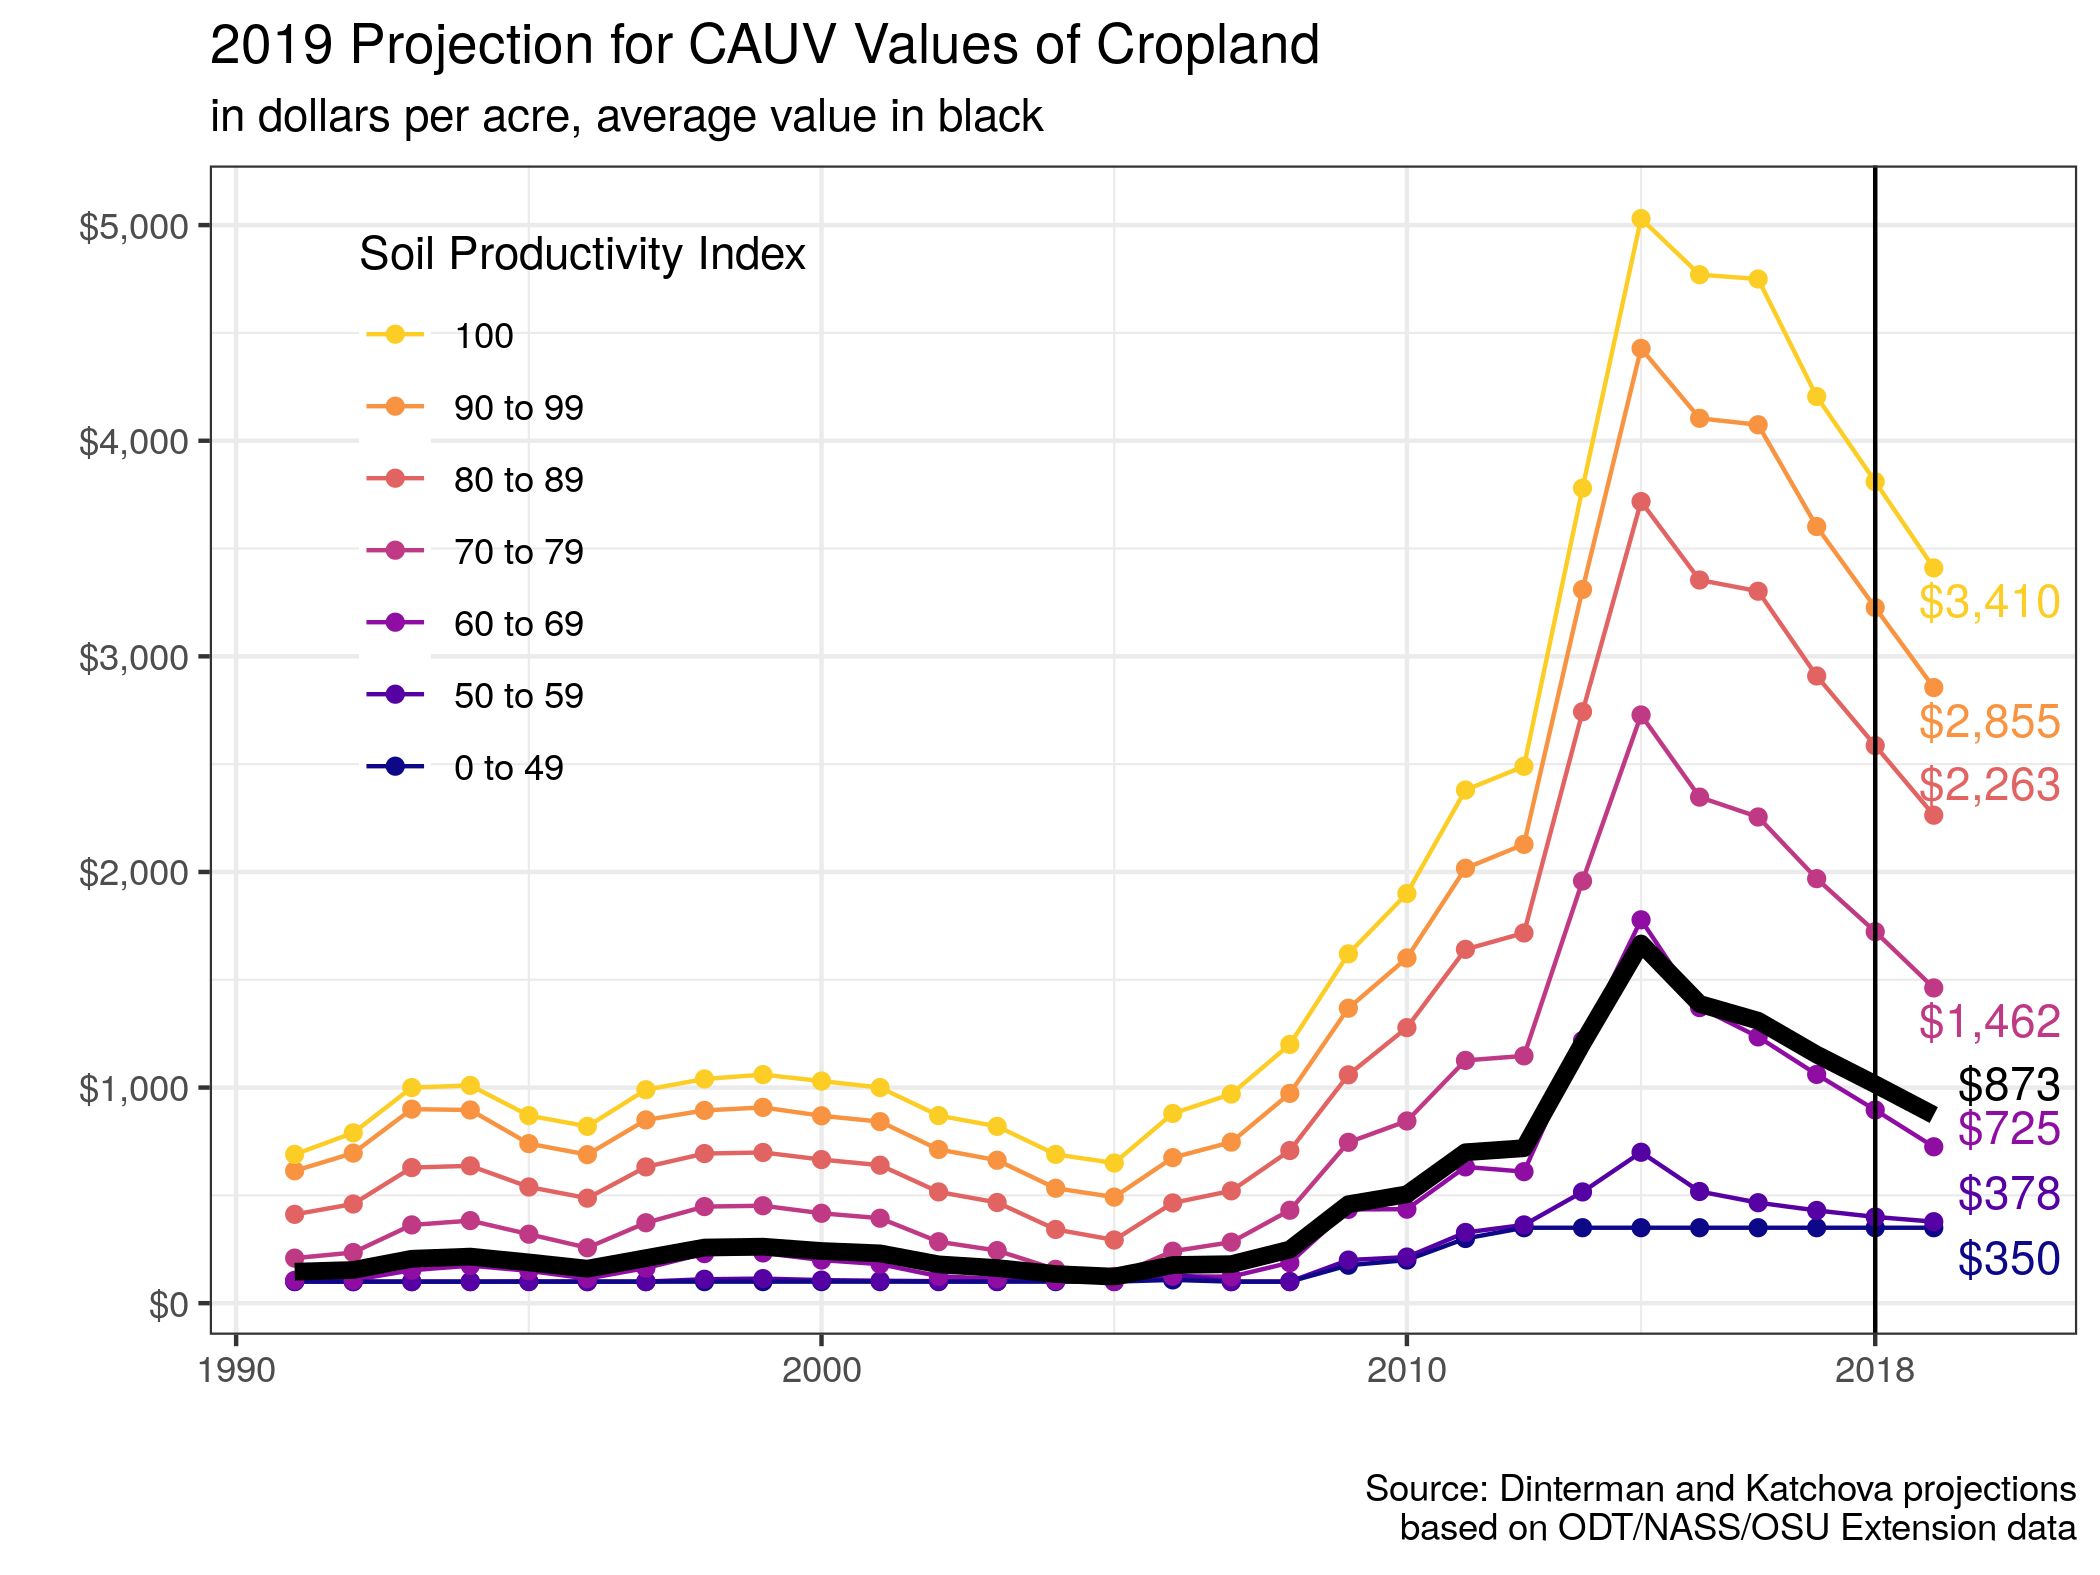 2019 Projection for CAUV Values of Cropland
in dollars per acre, average value in black
$5,000
$4,000
$3,000
$2,000
$1,000
$0
Soil Productivity Index
100
90 to 99
80 to 89
70 to 79
60 to 69
50 to 59
0 to 49
$3,410
$2,855
$2,263
$1,462
$873
$725
$378
$350
1990
2000
2010
2018
Source: Dinterman and Katchova projections
based on ODT/NASS/OSU Extension data